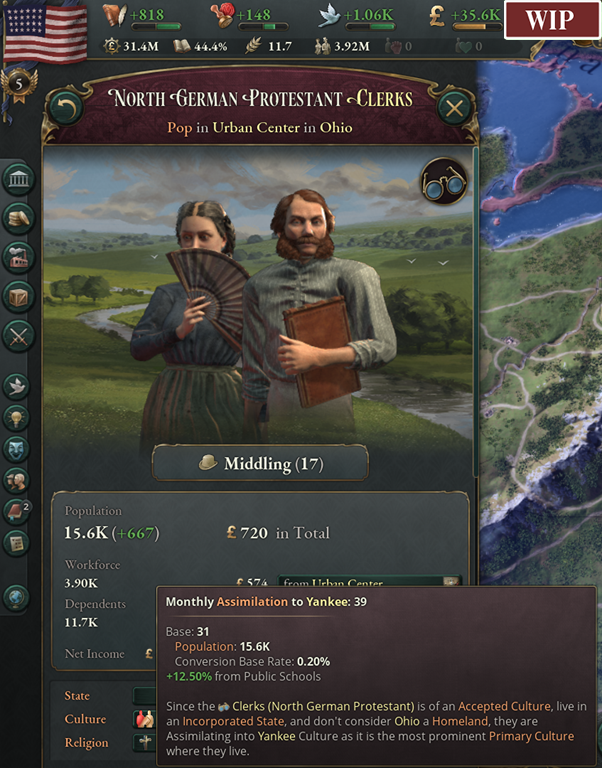 +818
+148
+1.06K
£ +35.6K
WIP
31.4M
44.4%
11.7
3.92M
0
0
5
North German Protestant Clerks
Pop in Urban Center in Ohio
Middling (17)
Population
15.6K (+667)
£ 720 in Total
Workforce
3.90K
£ 574 from Urban Center
Dependents
11.7K
Net Income £
State
Culture
Religion
2
Monthly Assimilation to Yankee: 39
Base: 31
Population: 15.6K
Conversion Base Rate: 0.20%
+12.50% from Public Schools
Since the Clerks (North German Protestant) is of an Accepted Culture, live in
an Incorporated State, and don't consider Ohio a Homeland, they are
Assimilating into Yankee Culture as it is the most prominent Primary Culture
where they live.